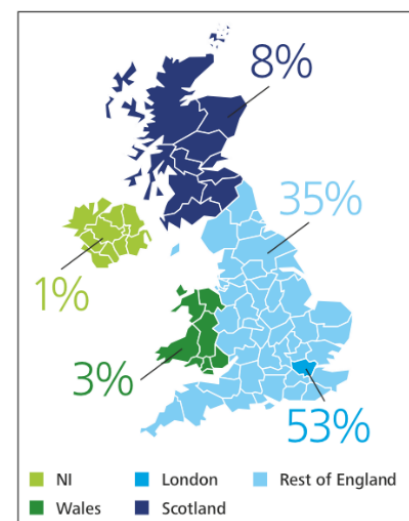 8%
35%
1%
3%
53%
NI London Rest of England
Wales Scotland